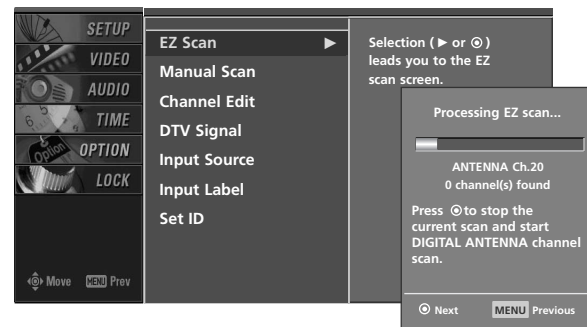 SETUP
VIDEO
AUDIO
TIME
OPTION
Option
LOCK
Move MENU Prev
EZ Scan ►
Manual Scan
Channel Edit
DTV Signal
Input Source
Input Label
Set ID
Selection ( ► or ⊙ )
leads you to the EZ
scan screen.
Processing EZ scan...
ANTENNA Ch.20
0 channel(s) found
Press ⊙to stop the
current scan and start
DIGITAL ANTENNA channel
scan.
⊙ Next MENU Previous